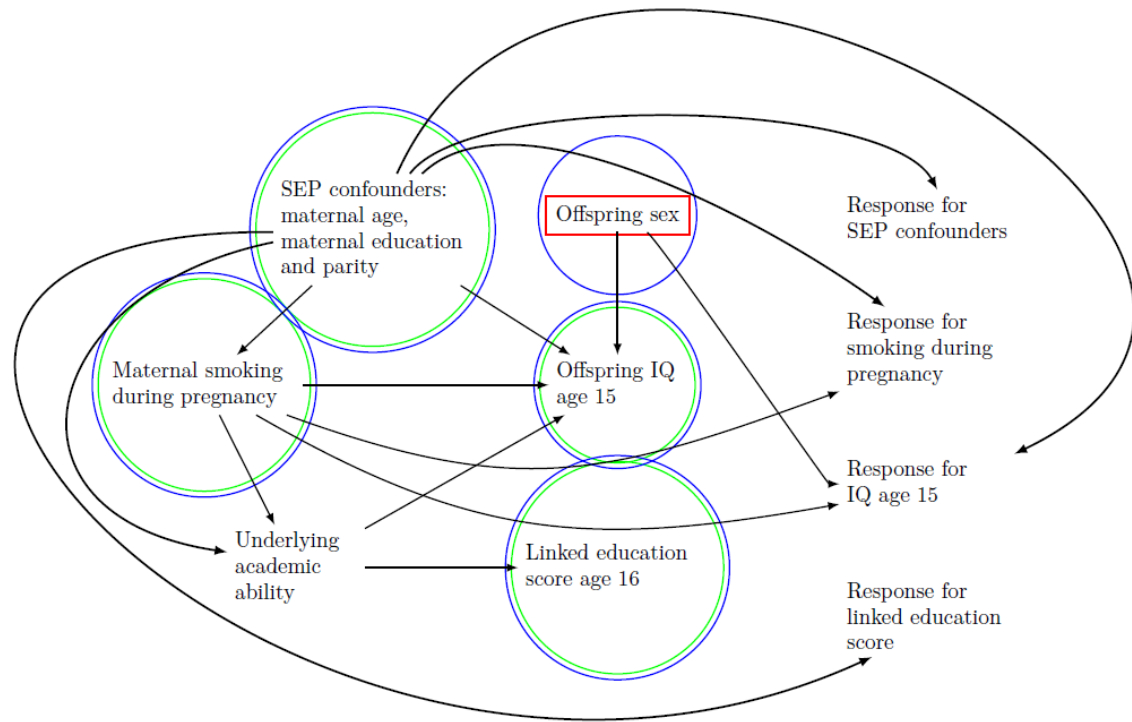 SEP confounders:
maternal age,
maternal education
and parity
Offspring sex
Response for
SEP confounders
Maternal smoking
during pregnancy
Offspring IQ
age 15
Response for
smoking during
pregnancy
Response for
IQ age 15
Underlying
academic
ability
Linked education
score age 16
Response for
linked education
score